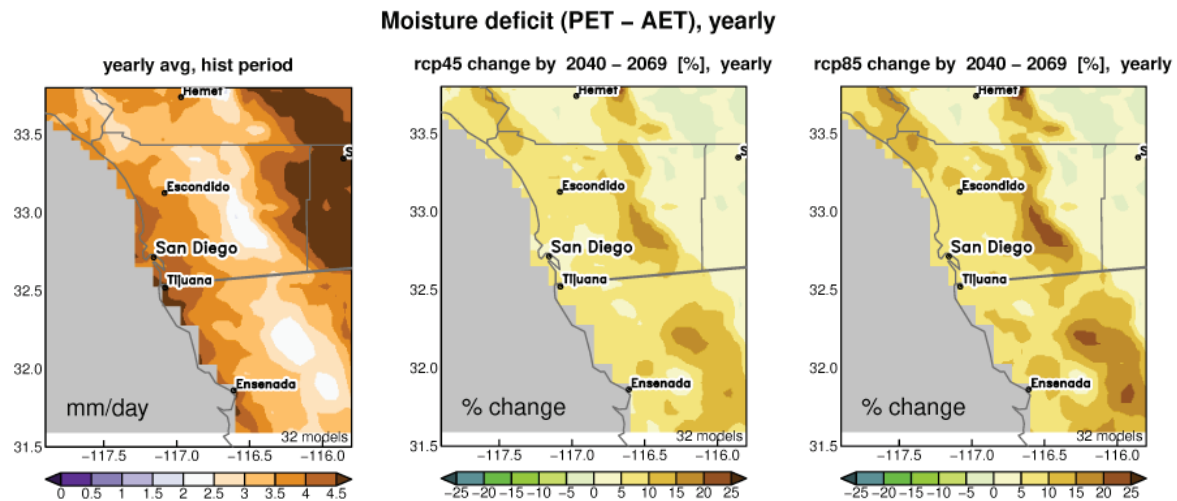 Moisture deficit (PET − AET), yearly
yearly avg, hist period
rcp45 change by 2040 − 2069 [%], yearly
rcp85 change by 2040 − 2069 [%], yearly
33.5
33.0
32.5
32.0
31.5
Hemet
S
Escondido
San Diego
Tijuana
Ensenada
mm/day
32 models
−117.5
−117.0
−116.5
−116.0
0
0.5
1
1.5
2
2.5
3
3.5
4
4.5
33.5
33.0
32.5
32.0
31.5
Hemet
S
Escondido
San Diego
Tijuana
Ensenada
% change
32 models
−117.5
−117.0
−116.5
−116.0
−25
−20
−15
−10
−5
0
5
10
15
20
25
33.5
33.0
32.5
32.0
31.5
Hemet
S
Escondido
San Diego
Tijuana
Ensenada
% change
32 models
−117.5
−117.0
−116.5
−116.0
−25
−20
−15
−10
−5
0
5
10
15
20
25